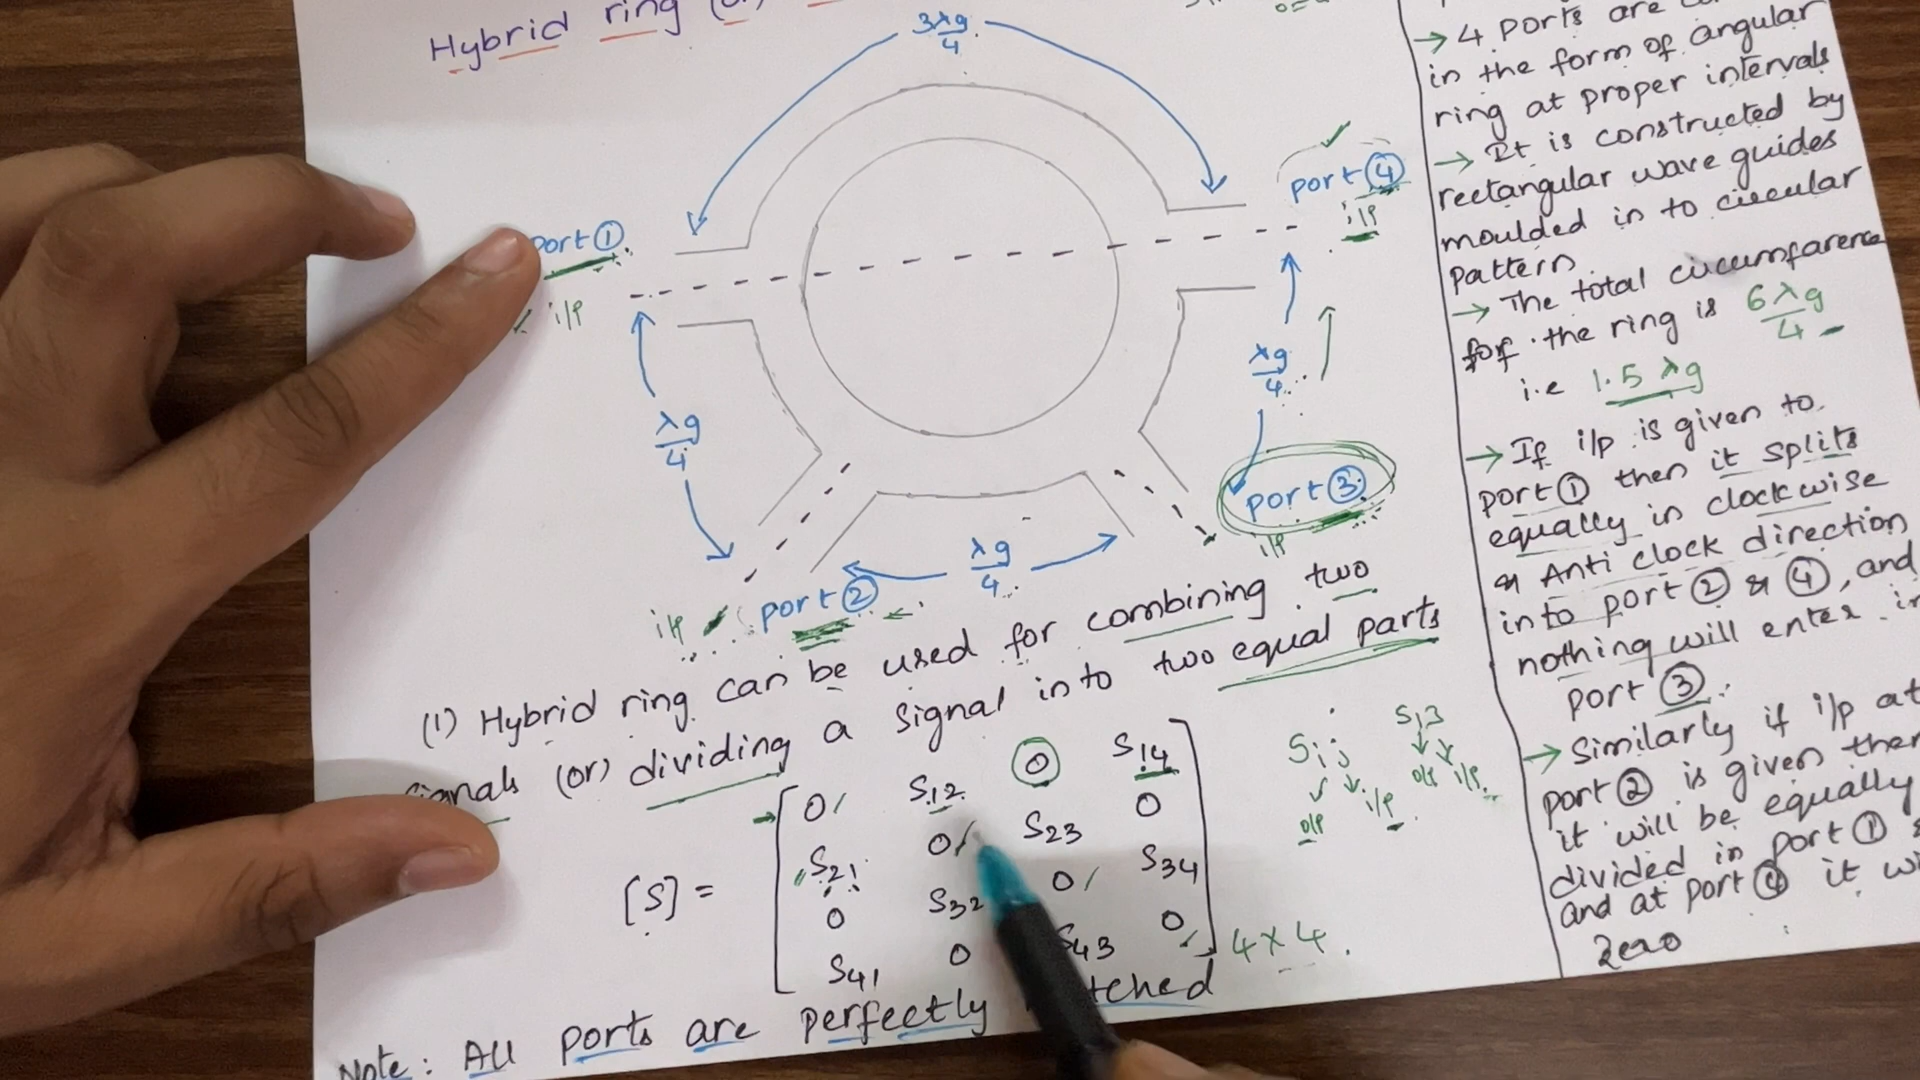 Hybrid ring
3λg/4
port ①
i/p
port ④
i/p
λg/4
λg/4
port ③
i/p
λg/4
i/p
port ②
(1) Hybrid ring can be used for combining two
signals (or) dividing a signal into two equal parts
[S] =
0 S12 0 S14
S21 0 S23 0
0 S32 0 S34
S41 0 S43 0
4 x 4
Sij
o/p i/p
S13
o/p i/p
Note: All ports are perfectly
→ 4 ports are
in the form of angular
ring at proper intervals
→ It is constructed by
rectangular wave guides
moulded in to circular
pattern
→ The total circumfarence
for the ring is 6λg/4
i.e 1.5 λg
→ If i/p is given to
port ① then it splits
equally in clockwise
& Anti clock direction
into port ② & ④, and
nothing will enter
port ③.
→ Similarly if i/p at
port ② is given then
it will be equally
divided in port ①
and at port ④ it
Zero